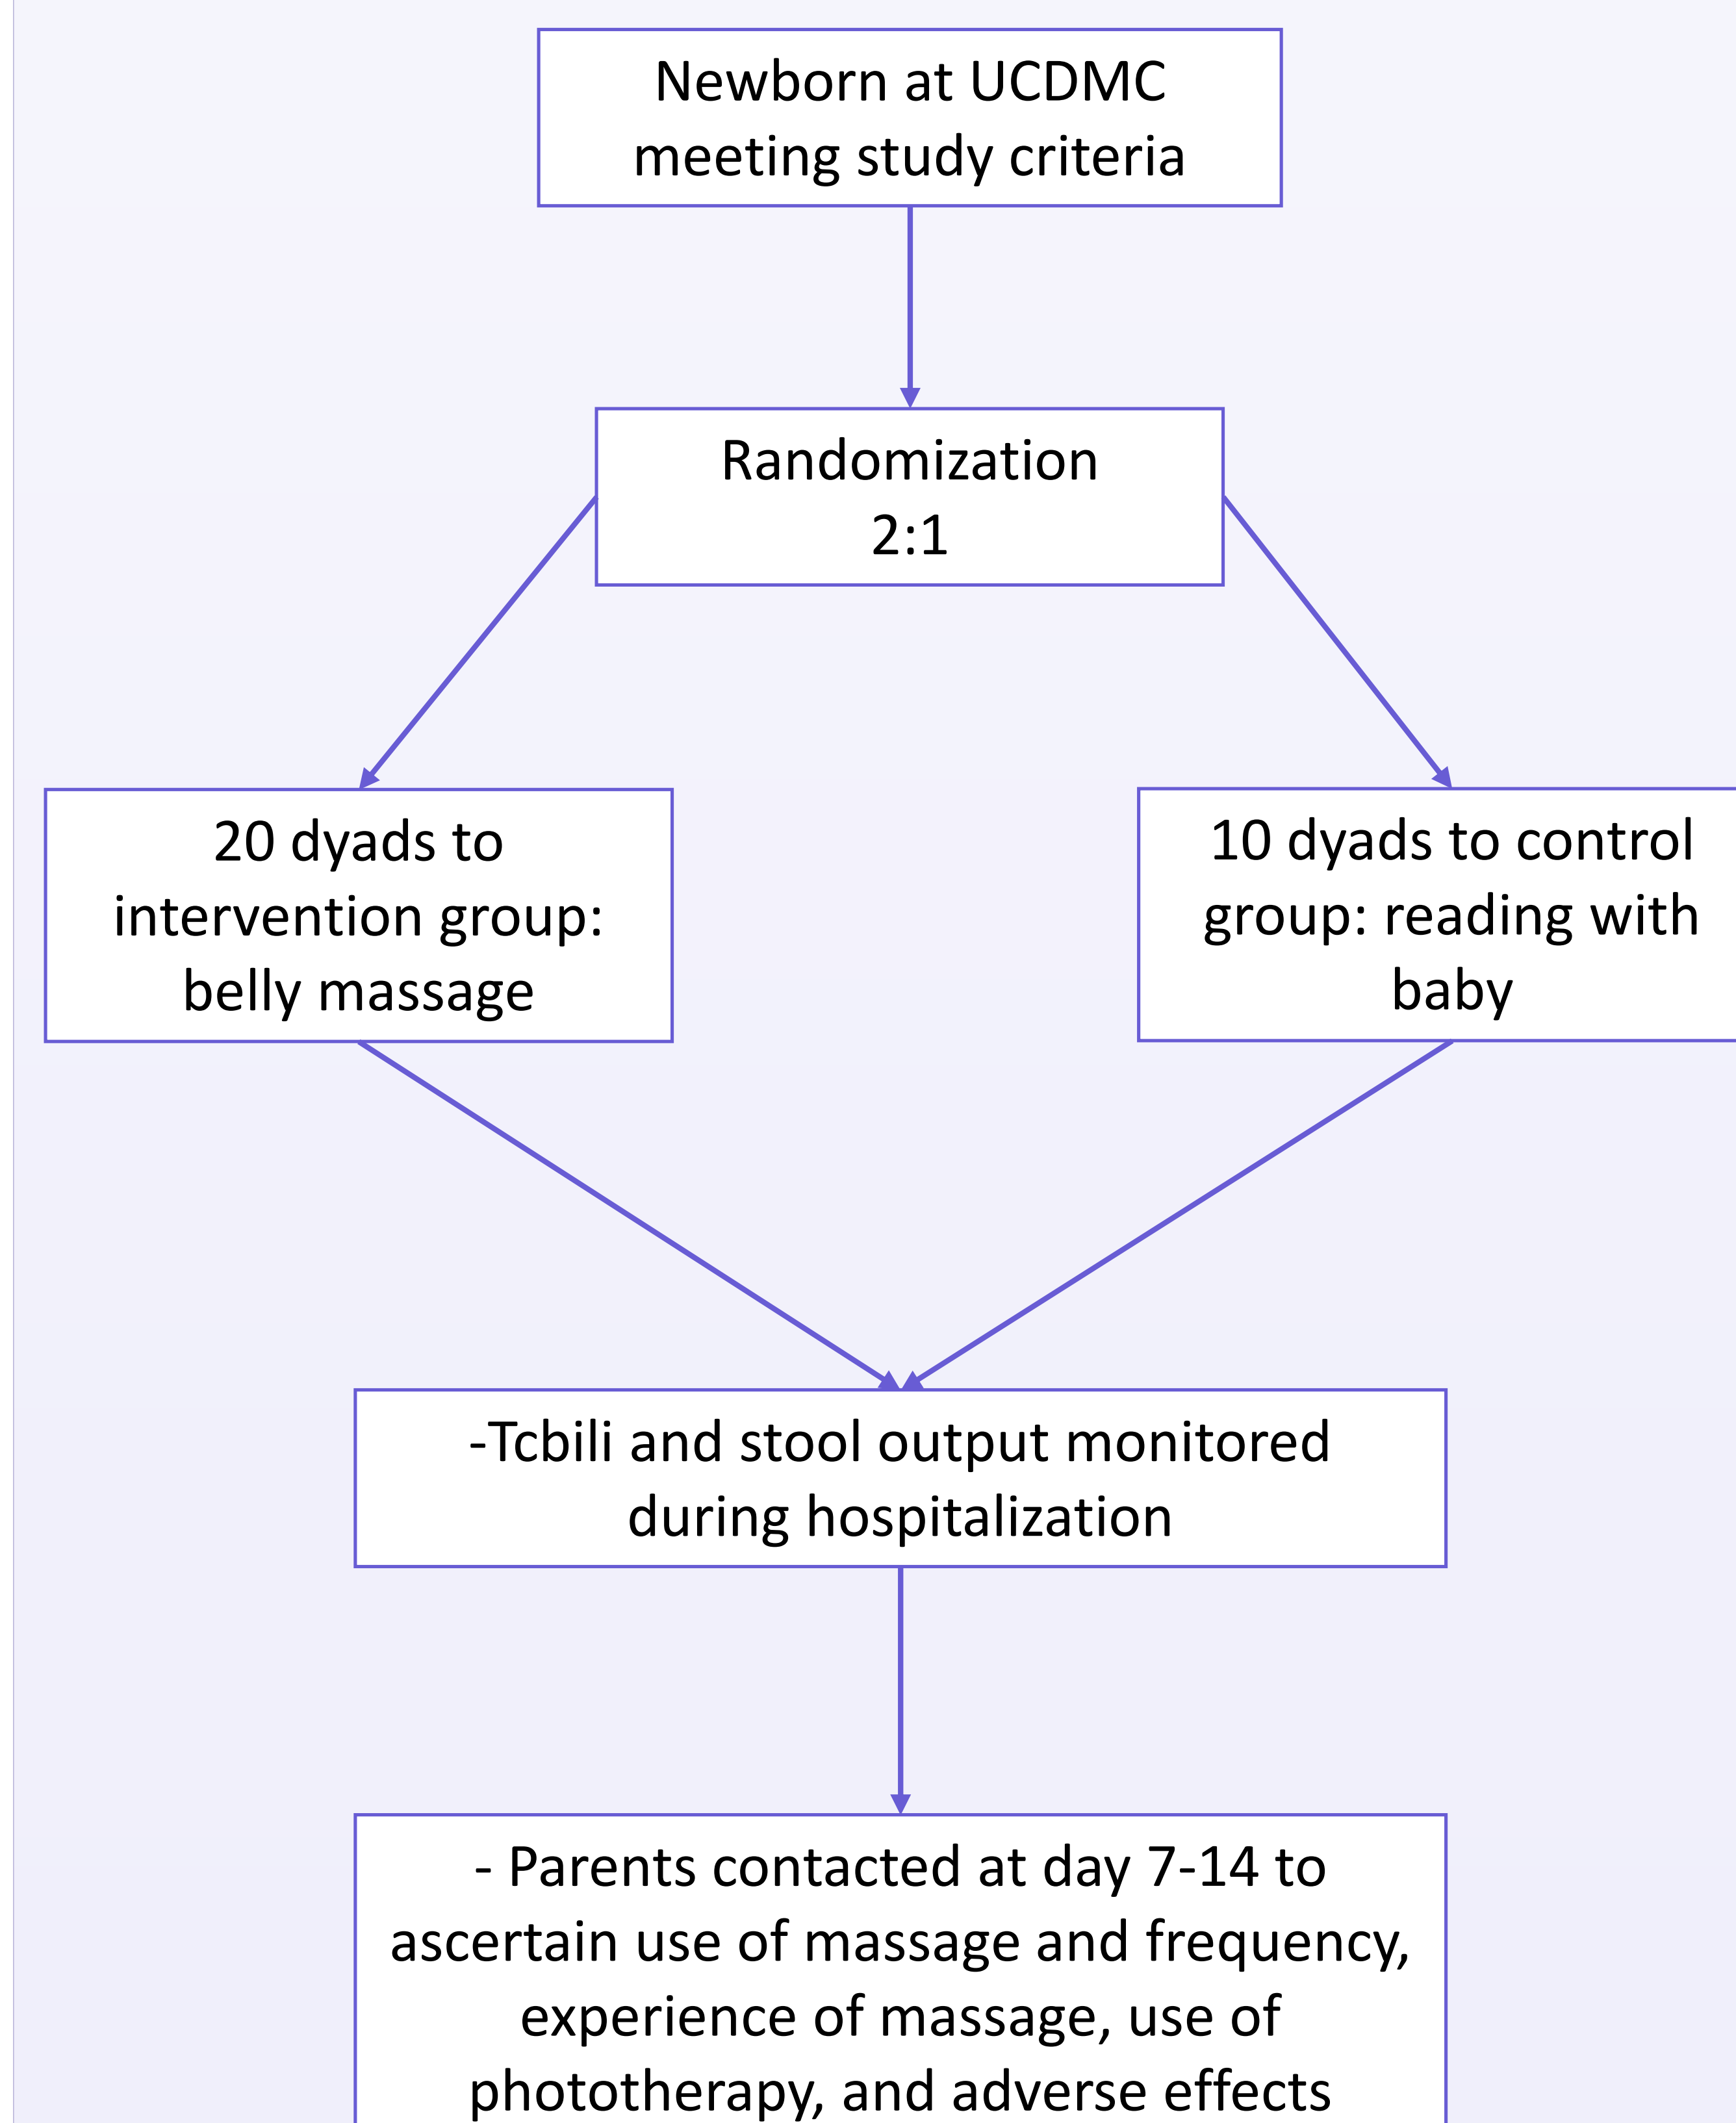 Newborn at UCDMC
meeting study criteria
Randomization
2:1
20 dyads to
intervention group:
belly massage
10 dyads to control
group: reading with
baby
-Tcbili and stool output monitored
during hospitalization
- Parents contacted at day 7-14 to
ascertain use of massage and frequency,
experience of massage, use of
phototherapy, and adverse effects